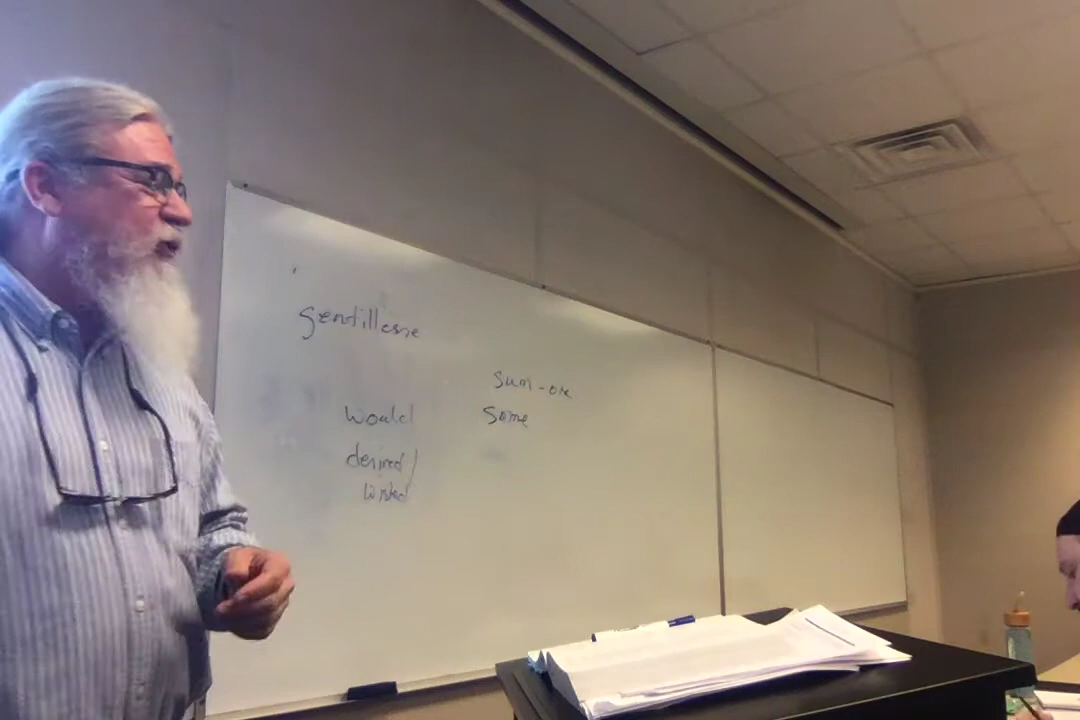 gentillesse
sum-one
would some
desired/
wished